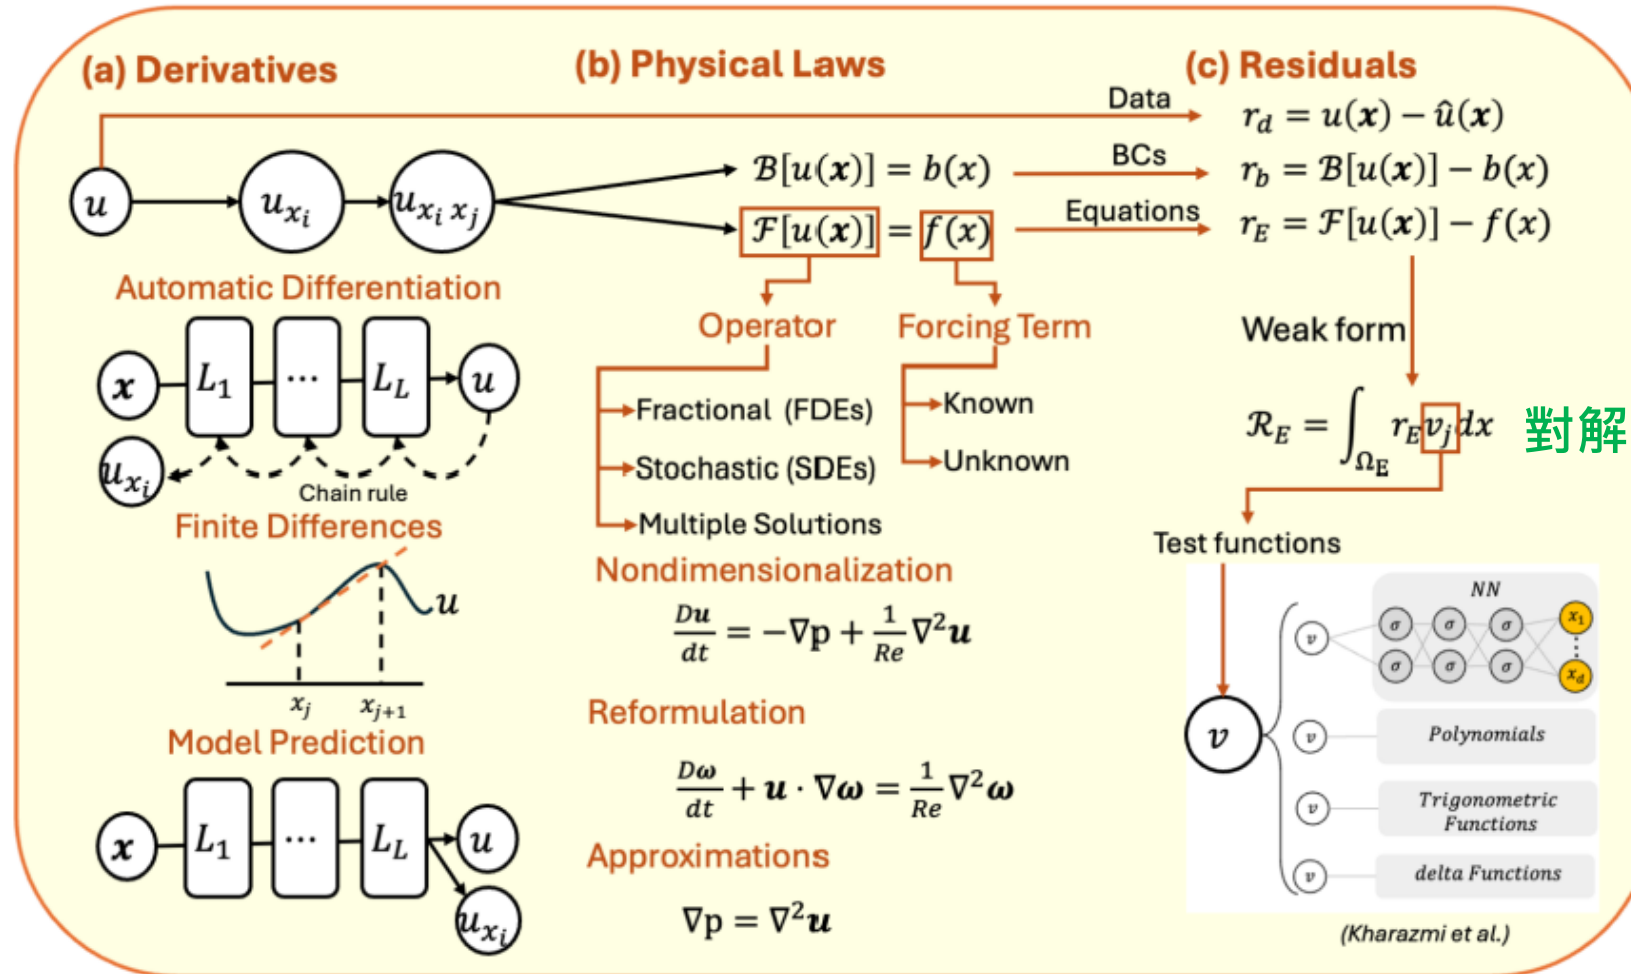 (a) Derivatives
u
u_{x_i}
u_{x_i x_j}
Automatic Differentiation
x
L_1
...
L_L
u
u_{x_i}
Chain rule
Finite Differences
u
x_j
x_{j+1}
Model Prediction
x
L_1
...
L_L
u
u_{x_i}
(b) Physical Laws
ℬ[u(x)] = b(x)
ℱ[u(x)] = f(x)
Operator
Fractional (FDEs)
Stochastic (SDEs)
Multiple Solutions
Forcing Term
Known
Unknown
Nondimensionalization
Du/dt = −∇p + 1/Re ∇²u
Reformulation
Dω/dt + u · ∇ω = 1/Re ∇²ω
Approximations
∇p = ∇²u
(c) Residuals
Data
r_d = u(x) − û(x)
BCs
r_b = ℬ[u(x)] − b(x)
Equations
r_E = ℱ[u(x)] − f(x)
Weak form
ℛ_E = ∫_{Ω_E} r_E v_j dx
對解
Test functions
v
NN
v
σ σ σ x_1
σ σ σ x_d
v
Polynomials
v
Trigonometric
Functions
v
delta Functions
(Kharazmi et al.)